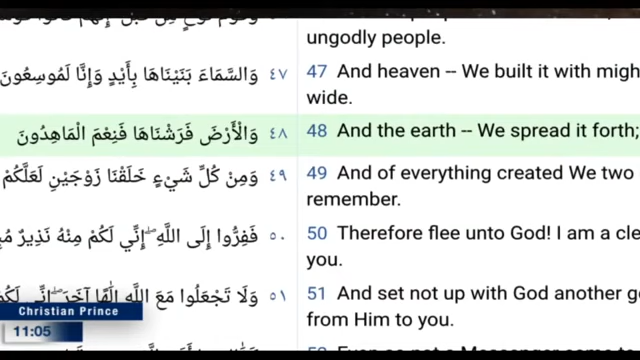 ungodly people.
وَالسَّمَاءَ بَنَيْنَاهَا بِأَيْدٍ وَإِنَّا لَمُوسِعُونَ ٤٧
47 And heaven -- We built it with
wide.
وَالْأَرْضَ فَرَشْنَاهَا فَنِعْمَ الْمَاهِدُونَ ٤٨
48 And the earth -- We spread it forth;
وَمِنْ كُلِّ شَيْءٍ خَلَقْنَا زَوْجَيْنِ لَعَلَّكُمْ ٤٩
49 And of everything created We two
remember.
فَفِرُّوا إِلَى اللَّهِ ۖ إِنِّي لَكُمْ مِنْهُ نَذِيرٌ ٥٠
50 Therefore flee unto God! I am a
you.
وَلَا تَجْعَلُوا مَعَ اللَّهِ إِلَٰهًا آخَرَ ۖ إِنِّي ٥١
51 And set not up with God another
from Him to you.
Christian Prince
11:05